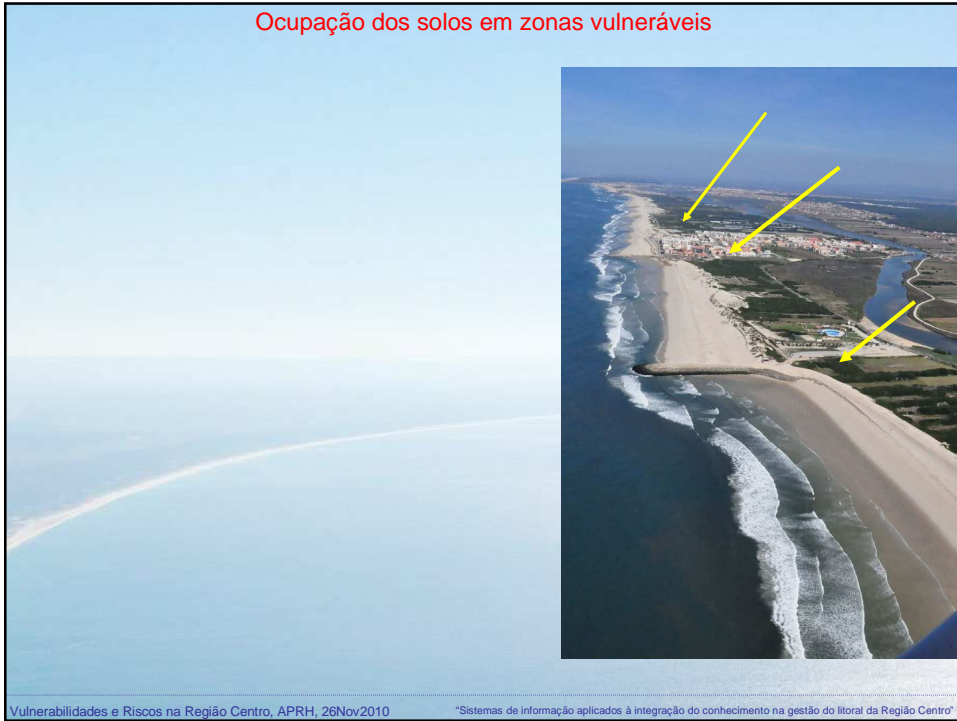 Ocupação dos solos em zonas vulneráveis
Vulnerabilidades e Riscos na Região Centro, APRH, 26Nov2010
“Sistemas de informação aplicados à integração do conhecimento na gestão do litoral da Região Centro”